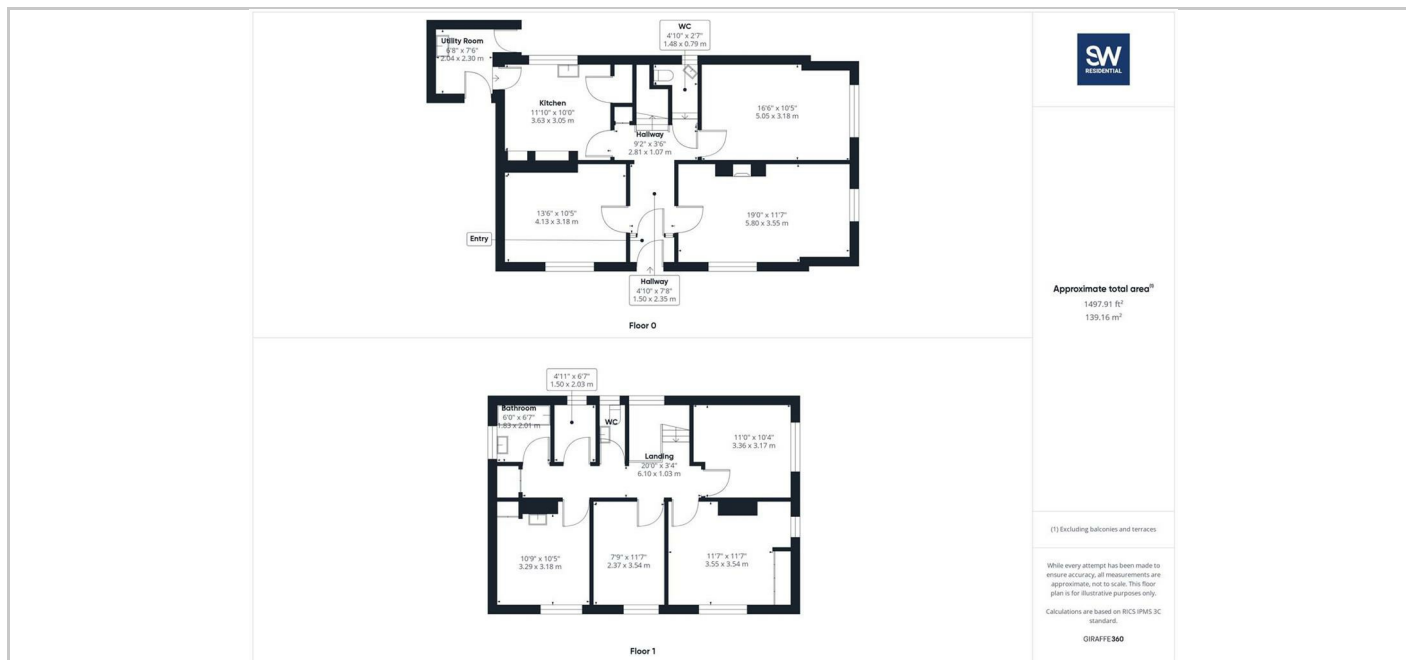 WC
4'10" x 2'7"
1.48 x 0.79 m
Utility Room
6'8" x 7'6"
2.04 x 2.30 m
Kitchen
11'10" x 10'0"
3.63 x 3.05 m
16'6" x 10'5"
5.05 x 3.18 m
Hallway
9'2" x 3'6"
2.81 x 1.07 m
13'6" x 10'5"
4.13 x 3.18 m
19'0" x 11'7"
5.80 x 3.55 m
Entry
Hallway
4'10" x 7'8"
1.50 x 2.35 m
Floor 0
4'11" x 6'7"
1.50 x 2.03 m
Bathroom
6'0" x 6'7"
1.83 x 2.01 m
WC
11'0" x 10'4"
3.36 x 3.17 m
Landing
20'0" x 3'4"
6.10 x 1.03 m
10'9" x 10'5"
3.29 x 3.18 m
7'9" x 11'7"
2.37 x 3.54 m
11'7" x 11'7"
3.55 x 3.54 m
Floor 1
SW
RESIDENTIAL
Approximate total area(1)
1497.91 ft²
139.16 m²
(1) Excluding balconies and terraces
While every attempt has been made to
ensure accuracy, all measurements are
approximate, not to scale. This floor
plan is for illustrative purposes only.
Calculations are based on RICS IPMS 3C
standard.
GIRAFFE360